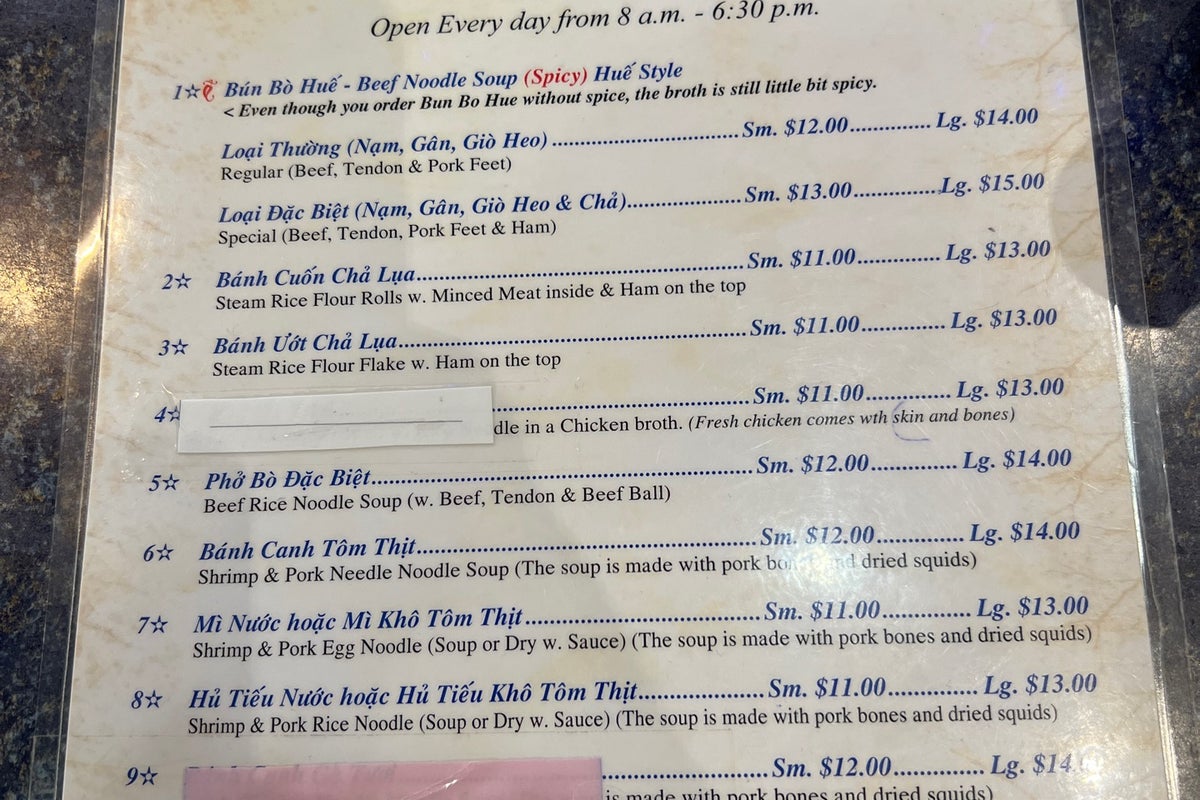 Open Every day from 8 a.m. - 6:30 p.m.
1☆ Bún Bò Huế - Beef Noodle Soup (Spicy) Huế Style
< Even though you order Bun Bo Hue without spice, the broth is still little bit spicy.
Loại Thường (Nạm, Gân, Giò Heo) ........................ Sm. $12.00............ Lg. $14.00
Regular (Beef, Tendon & Pork Feet)
Loại Đặc Biệt (Nạm, Gân, Giò Heo & Chả)................ Sm. $13.00............ Lg. $15.00
Special (Beef, Tendon, Pork Feet & Ham)
2☆ Bánh Cuốn Chả Lụa........................ Sm. $11.00............ Lg. $13.00
Steam Rice Flour Rolls w. Minced Meat inside & Ham on the top
3☆ Bánh Ướt Chả Lụa........................ Sm. $11.00............ Lg. $13.00
Steam Rice Flour Flake w. Ham on the top
4☆ ........................ Sm. $11.00............ Lg. $13.00
dle in a Chicken broth. (Fresh chicken comes wth skin and bones)
5☆ Phở Bò Đặc Biệt........................ Sm. $12.00............ Lg. $14.00
Beef Rice Noodle Soup (w. Beef, Tendon & Beef Ball)
6☆ Bánh Canh Tôm Thịt........................ Sm. $12.00............ Lg. $14.00
Shrimp & Pork Needle Noodle Soup (The soup is made with pork dried squids)
7☆ Mì Nước hoặc Mì Khô Tôm Thịt........................ Sm. $11.00............ Lg. $13.00
Shrimp & Pork Egg Noodle (Soup or Dry w. Sauce) (The soup is made with pork bones and dried squids)
8☆ Hủ Tiếu Nước hoặc Hủ Tiếu Khô Tôm Thịt................ Sm. $11.00............ Lg. $13.00
Shrimp & Pork Rice Noodle (Soup or Dry w. Sauce) (The soup is made with pork bones and dried squids)
9☆ ........................ Sm. $12.00............ Lg. $14
is made with pork bones and dried squids)